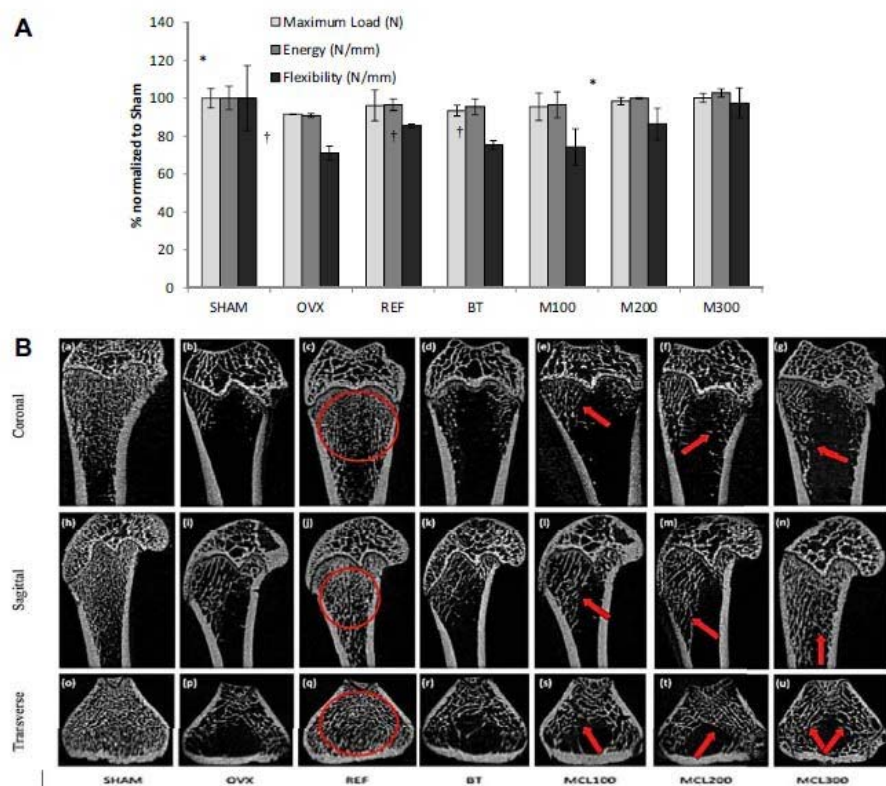 A
140
120
100
80
60
40
20
0
% normalized to Sham
Maximum Load (N)
Energy (N/mm)
Flexibility (N/mm)
*
†
†
†
*
SHAM OVX REF BT M100 M200 M300
B
Coronal
(a) (b) (c) (d) (e) (f) (g)
Sagittal
(h) (i) (j) (k) (l) (m) (n)
Transverse
(o) (p) (q) (r) (s) (t) (u)
SHAM OVX REF BT MCL100 MCL200 MCL300